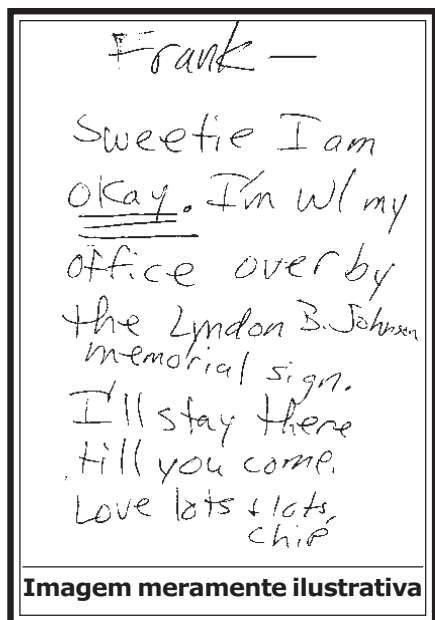 Frank —
Sweetie I am
okay. I'm w/ my
office over by
the Lyndon B. Johnson
memorial sign.
I'll stay there
till you come.
Love lots & lots,
Imagem meramente ilustrativa